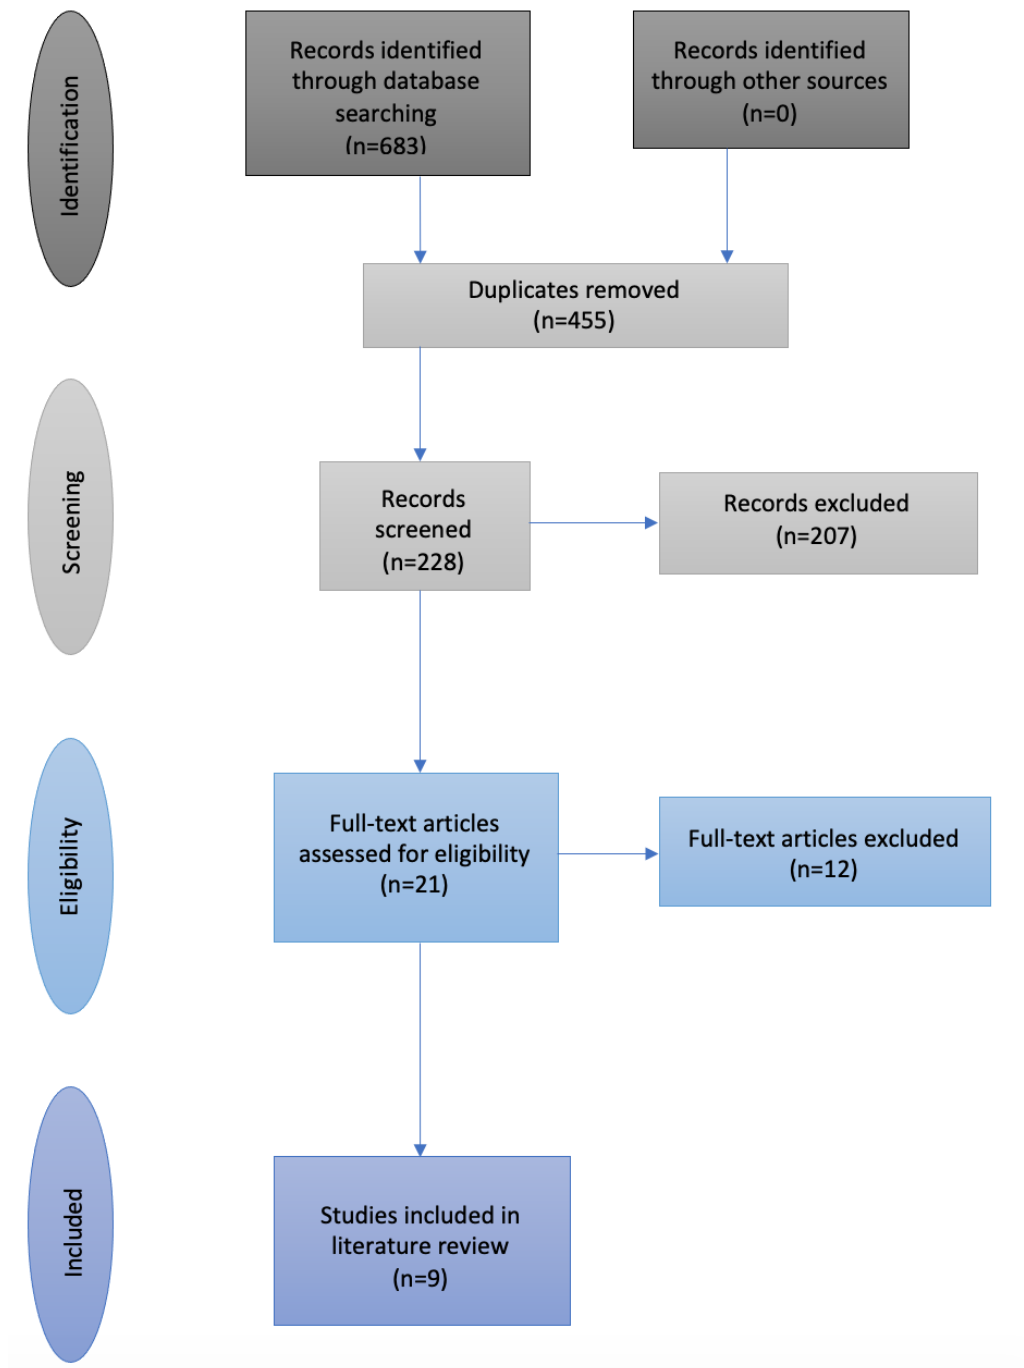 Identification
Records identified
through database
searching
(n=683)
Records identified
through other sources
(n=0)
Duplicates removed
(n=455)
Screening
Records
screened
(n=228)
Records excluded
(n=207)
Eligibility
Full-text articles
assessed for eligibility
(n=21)
Full-text articles excluded
(n=12)
Included
Studies included in
literature review
(n=9)